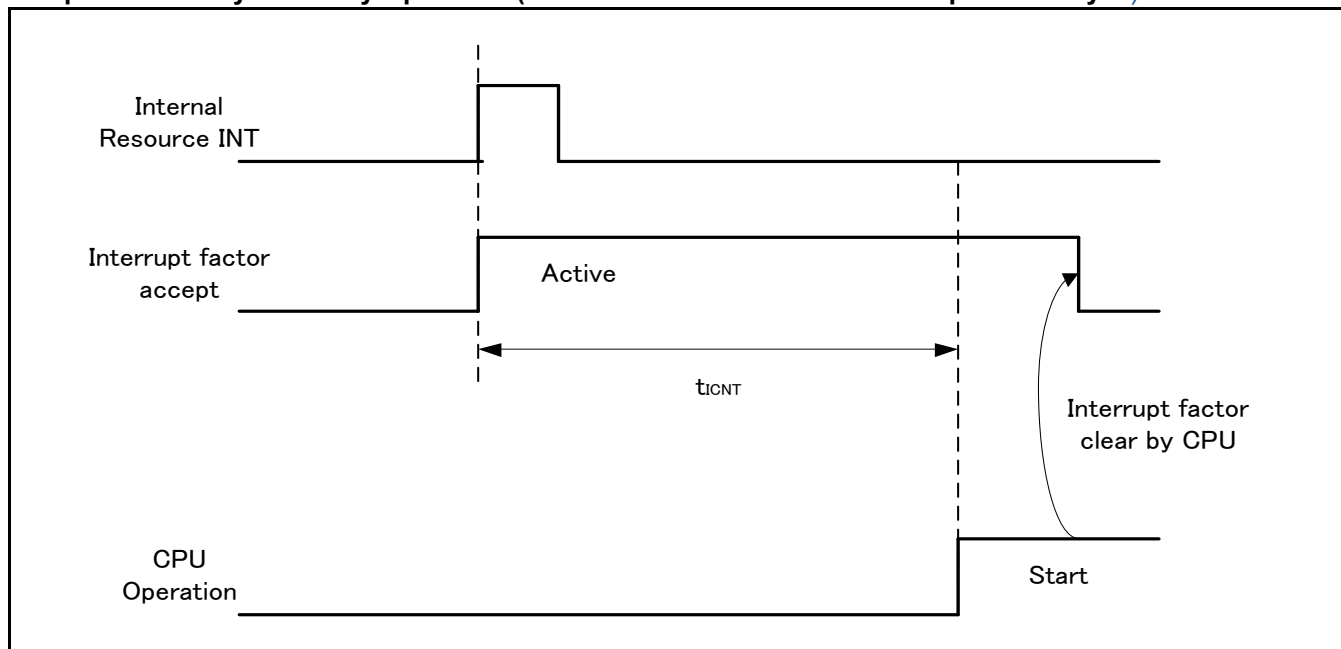 Internal
Resource INT
Interrupt factor
accept
Active
tICNT
Interrupt factor
clear by CPU
CPU
Operation
Start